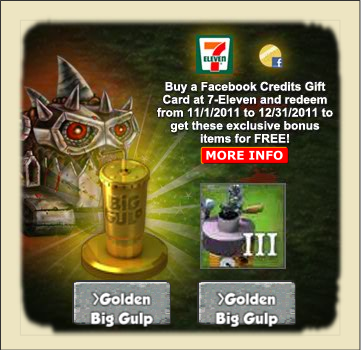 7
ELEVEN
f
Buy a Facebook Credits Gift
Card at 7-Eleven and redeem
from 11/1/2011 to 12/31/2011 to
get these exclusive bonus
items for FREE!
MORE INFO
BIG
GULP
III
>Golden
Big Gulp
>Golden
Big Gulp